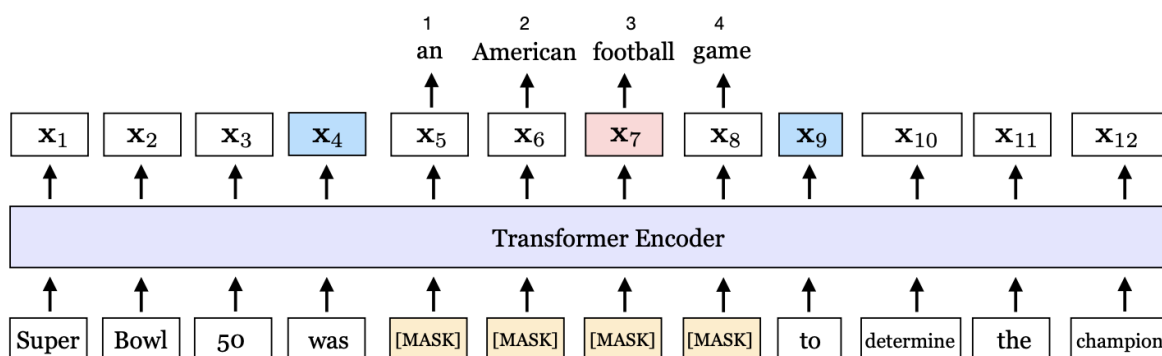 1 2 3 4
an American football game
x₁ x₂ x₃ x₄ x₅ x₆ x₇ x₈ x₉ x₁₀ x₁₁ x₁₂
Transformer Encoder
Super Bowl 50 was [MASK] [MASK] [MASK] [MASK] to determine the champion